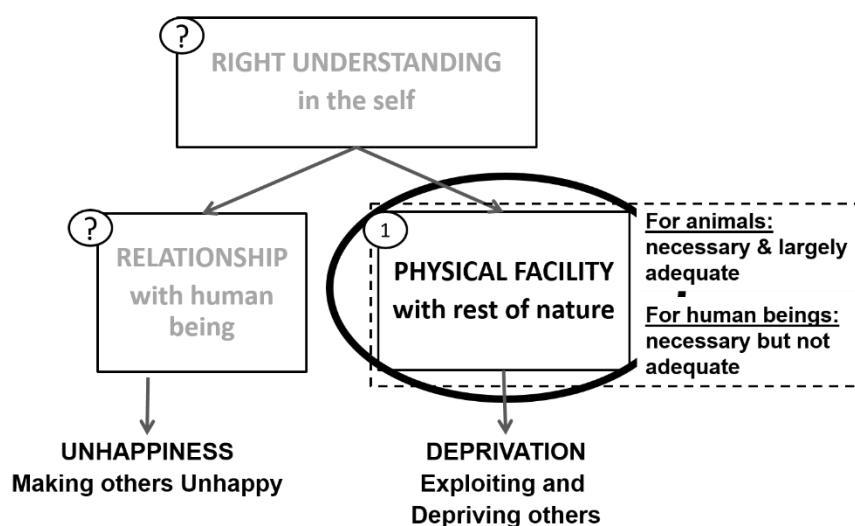 ?
RIGHT UNDERSTANDING
in the self
?
RELATIONSHIP
with human
being
1
PHYSICAL FACILITY
with rest of nature
For animals:
necessary & largely
adequate
For human beings:
necessary but not
adequate
UNHAPPINESS
Making others Unhappy
DEPRIVATION
Exploiting and
Depriving others